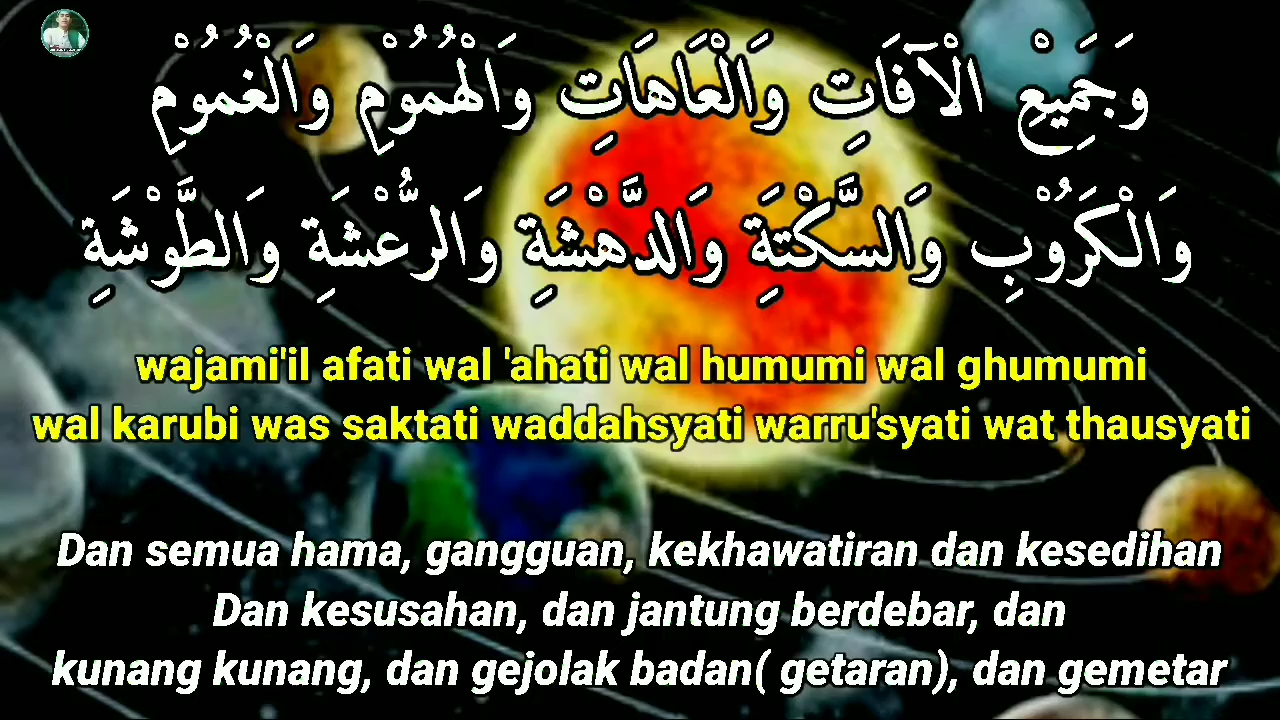 وَجَمِيْعِ الْآفَاتِ وَالْعَاهَاتِ وَالْهُمُوْمِ وَالْغُمُوْمِ
وَالْكَرُوْبِ وَالسَّكْتَةِ وَالدَّهْشَةِ وَالرُّعْشَةِ وَالطَّوْشَةِ
wajami'il afati wal 'ahati wal humumi wal ghumumi
wal karubi was saktati waddahsyati warru'syati wat thausyati
Dan semua hama, gangguan, kekhawatiran dan kesedihan
Dan kesusahan, dan jantung berdebar, dan
kunang kunang, dan gejolak badan( getaran), dan gemetar